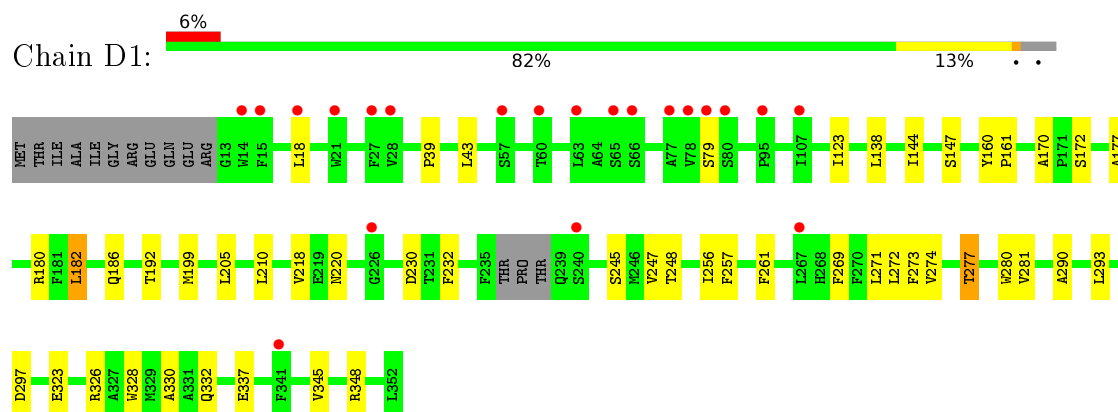 6%
Chain D1:
82% 13% • •
MET THR ILE ALA ILE GLY ARG GLU GLN GLU ARG G13 W14 F15 L18 W21 F27 V28 P39 L43 S57 T60 L63 A64 S65 S66 A77 V78 S79 S80 P95 I107 I123 L138 I144 S147 Y160 P161 A170 P171 S172 A177
R180 F181 L182 Q186 T192 M199 L205 L210 V218 E219 N220 G226 D230 T231 F232 F235 THR PRO THR Q239 S240 S245 M246 V247 T248 I256 F257 F261 L267 H268 F269 F270 L271 L272 F273 V274 T277 W280 V281 A290 L293
D297 E323 R326 A327 W328 M329 A330 A331 Q332 E337 F341 V345 R348 L352